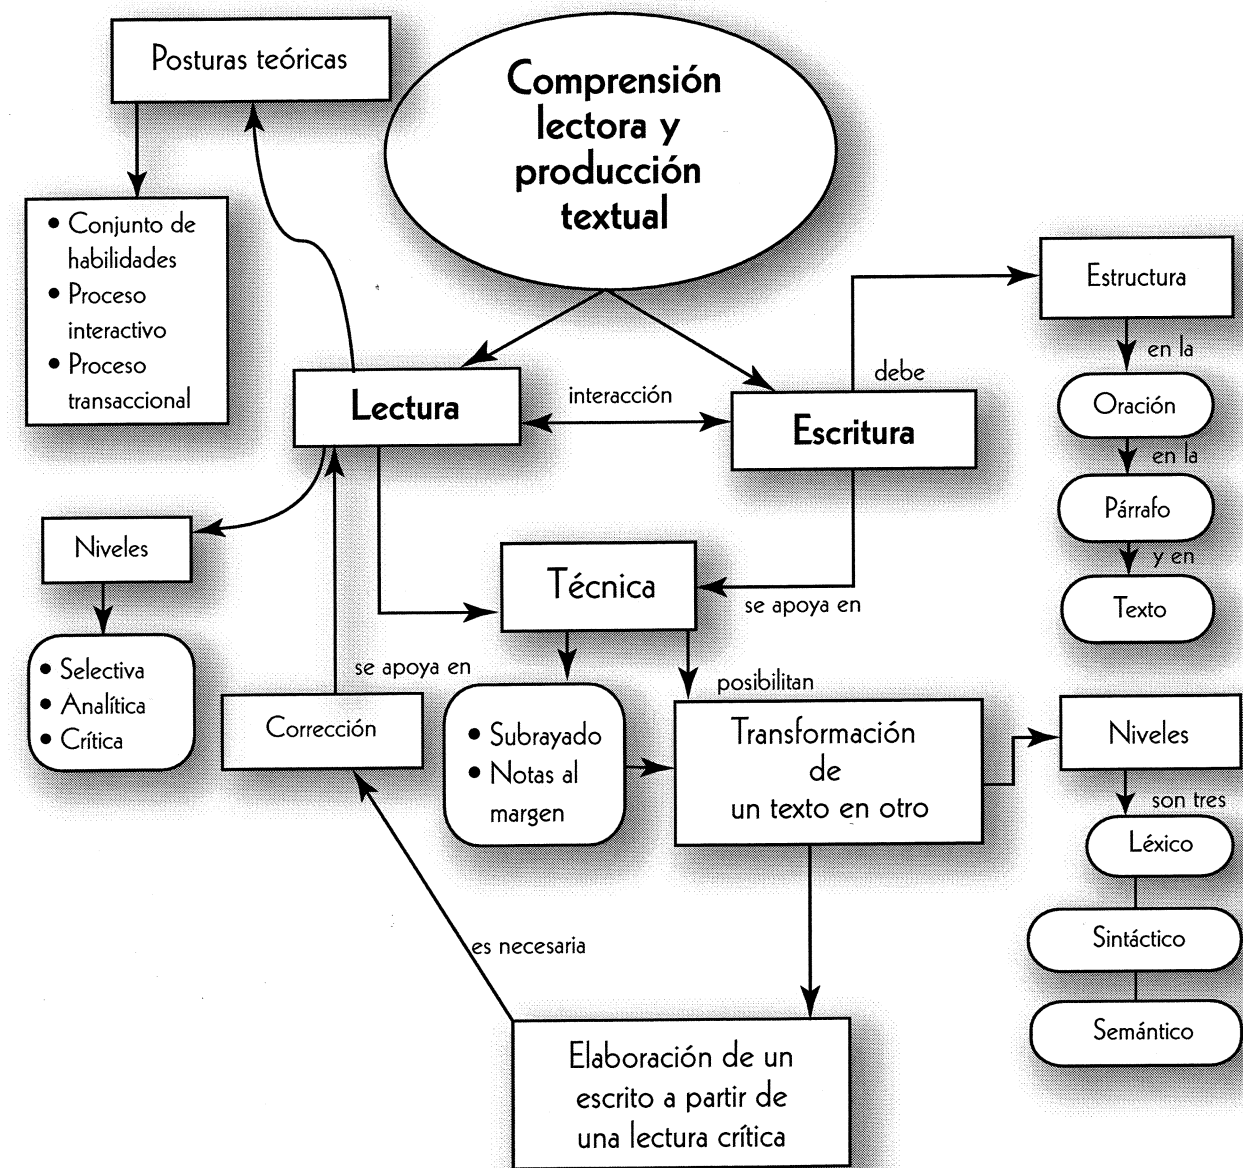 Posturas teóricas
Comprensión
lectora y
producción
textual
• Conjunto de
habilidades
• Proceso
interactivo
• Proceso
transaccional
Estructura
en la
Oración
en la
Párrafo
y en
Texto
debe
interacción
Lectura
Escritura
Niveles
• Selectiva
• Analítica
• Crítica
Técnica
se apoya en
se apoya en
Corrección
posibilitan
• Subrayado
• Notas al
margen
Transformación
de
un texto en otro
Niveles
son tres
Léxico
Sintáctico
Semántico
es necesaria
Elaboración de un
escrito a partir de
una lectura crítica